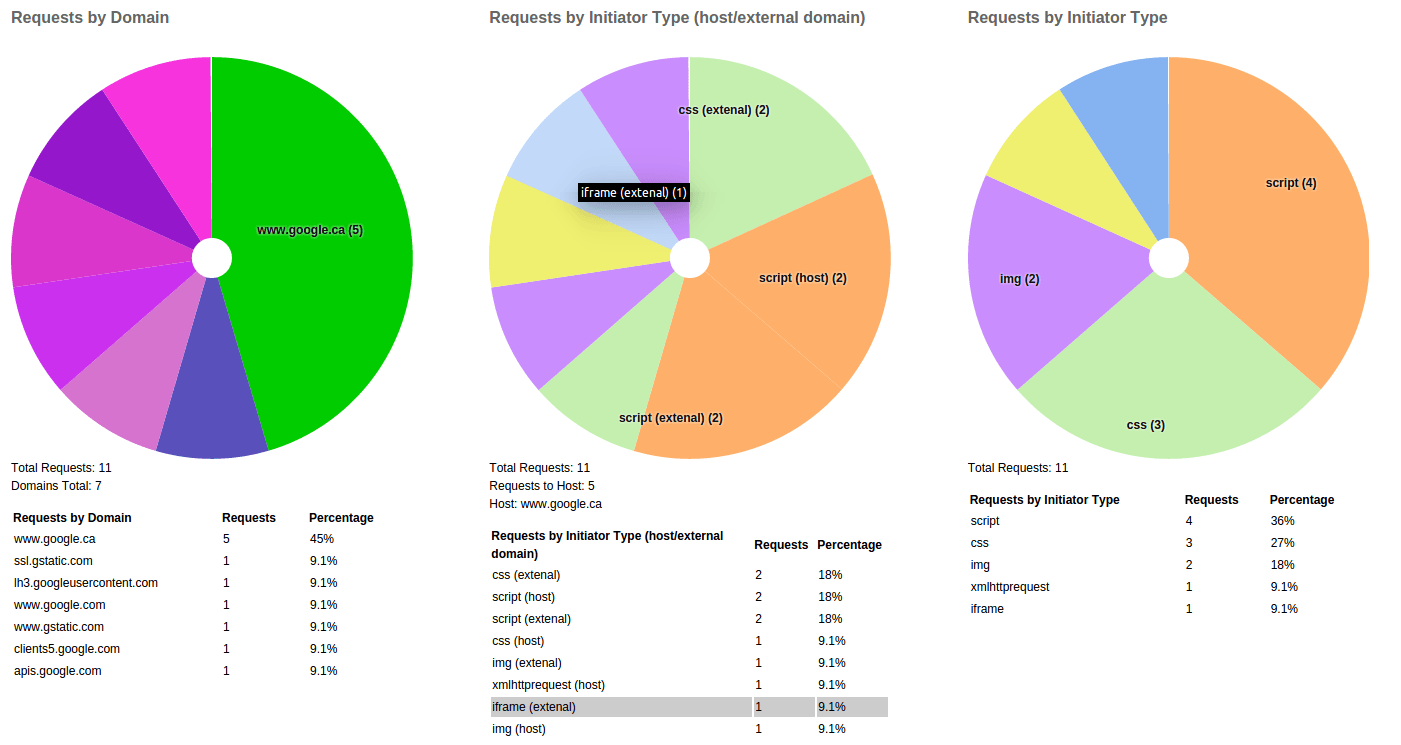 Requests by Domain
www.google.ca (5)
Total Requests: 11
Domains Total: 7
Requests by Domain Requests Percentage
www.google.ca 5 45%
ssl.gstatic.com 1 9.1%
lh3.googleusercontent.com 1 9.1%
www.google.com 1 9.1%
www.gstatic.com 1 9.1%
clients5.google.com 1 9.1%
apis.google.com 1 9.1%
Requests by Initiator Type (host/external domain)
css (extenal) (2)
iframe (extenal) (1)
script (host) (2)
script (extenal) (2)
Total Requests: 11
Requests to Host: 5
Host: www.google.ca
Requests by Initiator Type (host/external
domain) Requests Percentage
css (extenal) 2 18%
script (host) 2 18%
script (extenal) 2 18%
css (host) 1 9.1%
img (extenal) 1 9.1%
xmlhttprequest (host) 1 9.1%
iframe (extenal) 1 9.1%
img (host) 1 9.1%
Requests by Initiator Type
script (4)
img (2)
css (3)
Total Requests: 11
Requests by Initiator Type Requests Percentage
script 4 36%
css 3 27%
img 2 18%
xmlhttprequest 1 9.1%
iframe 1 9.1%